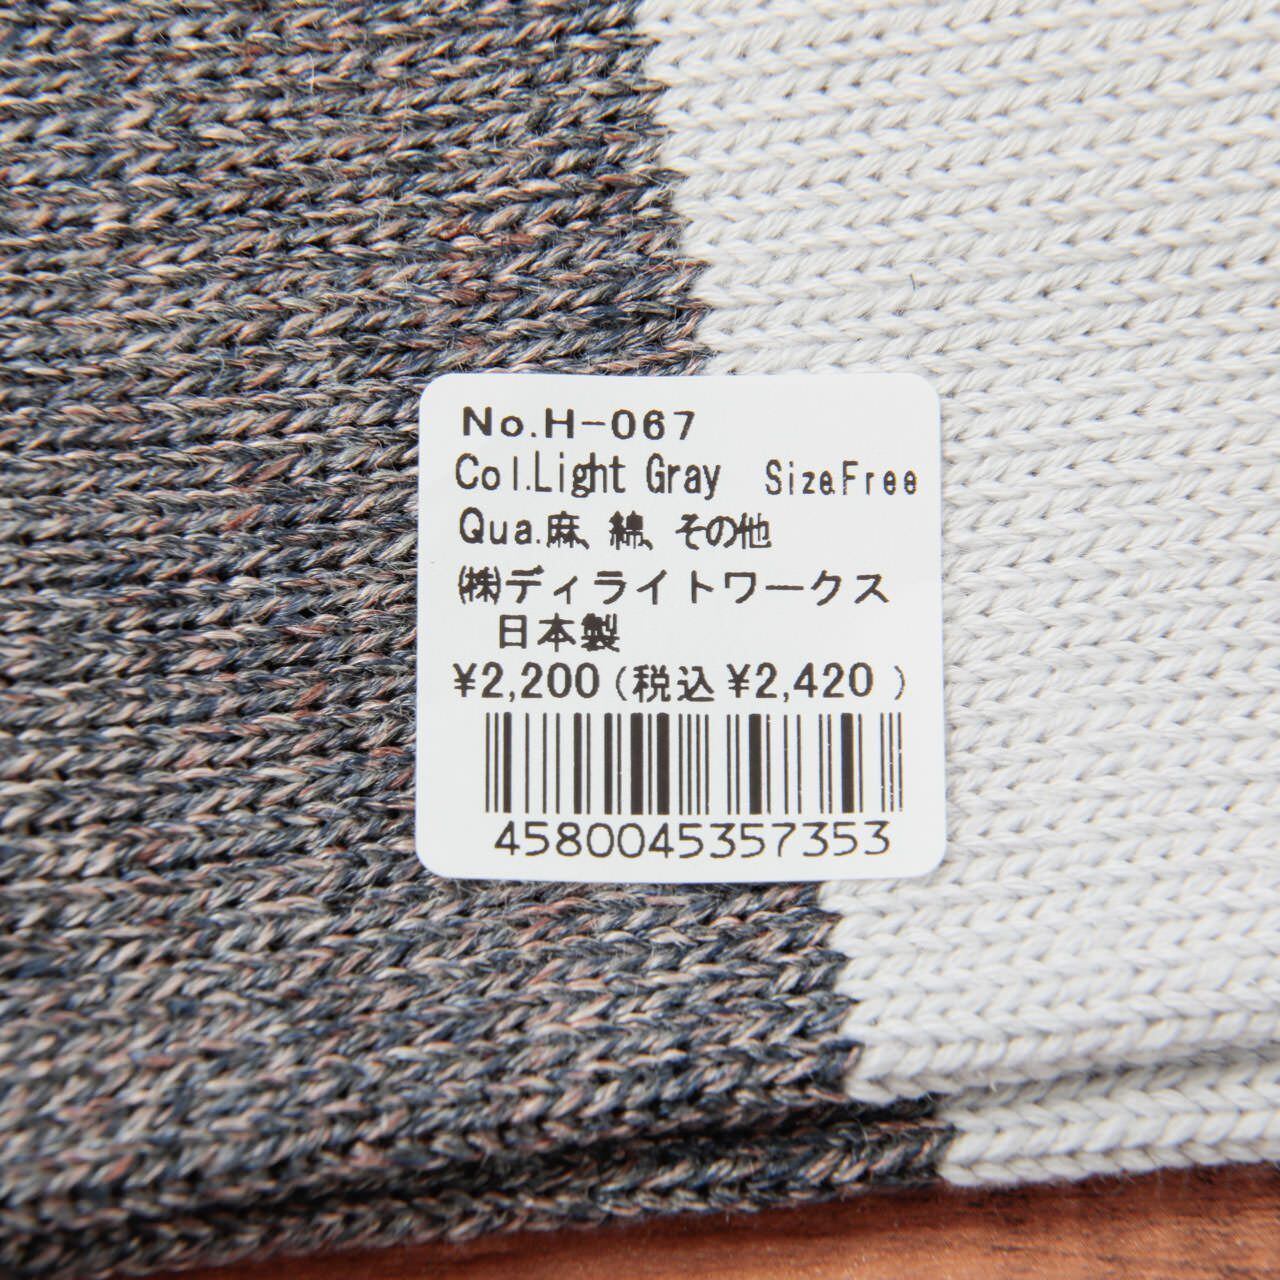 No.H-067
Col.Light Gray Size.Free
Qua.麻、綿、その他
㈱ディライトワークス
日本製
¥2,200(税込¥2,420 )
4580045357353